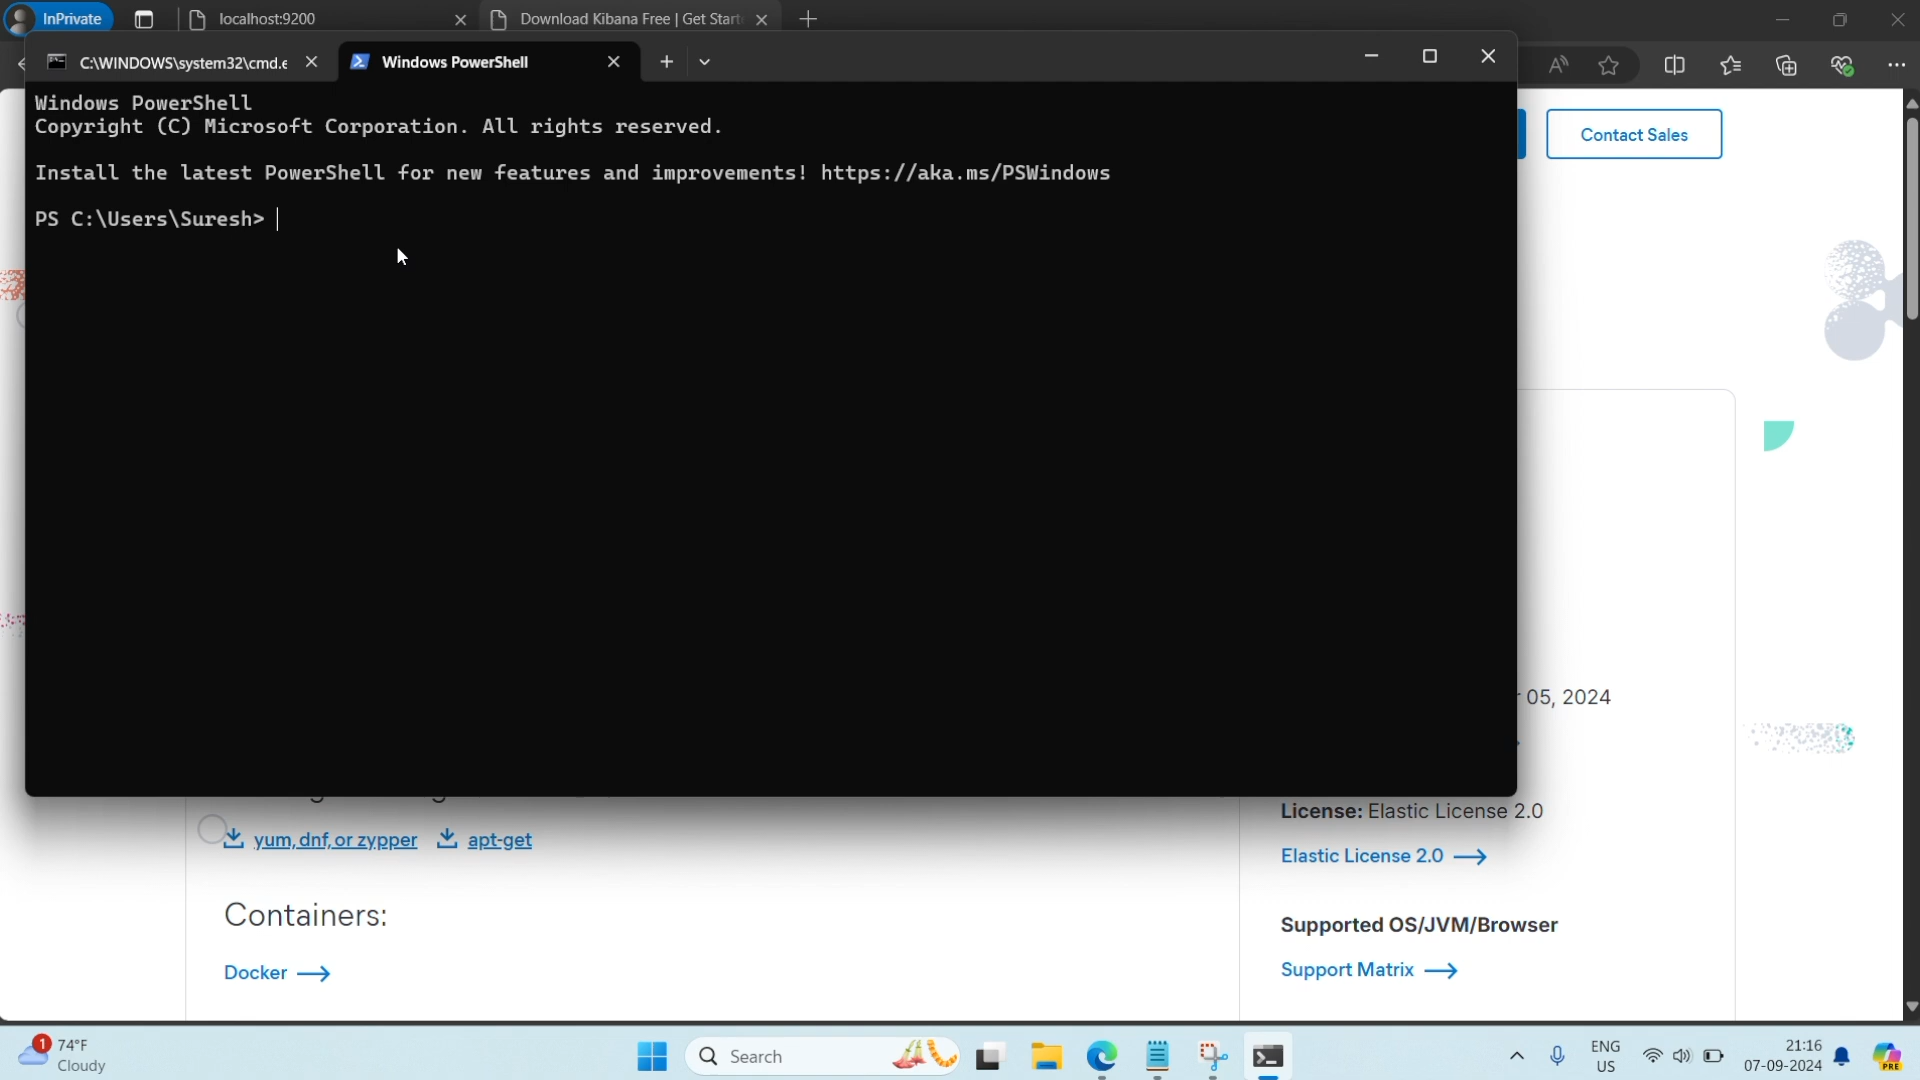 InPrivate
localhost:9200
Download Kibana Free | Get Start
C:\WINDOWS\system32\cmd.e
Windows PowerShell
Windows PowerShell
Copyright (C) Microsoft Corporation. All rights reserved.
Install the latest PowerShell for new features and improvements! https://aka.ms/PSWindows
PS C:\Users\Suresh>
Contact Sales
05, 2024
License: Elastic License 2.0
yum, dnf, or zypper
apt-get
Elastic License 2.0
Containers:
Supported OS/JVM/Browser
Docker
Support Matrix
1
74°F
Cloudy
Search
ENG
US
21:16
07-09-2024
PRE